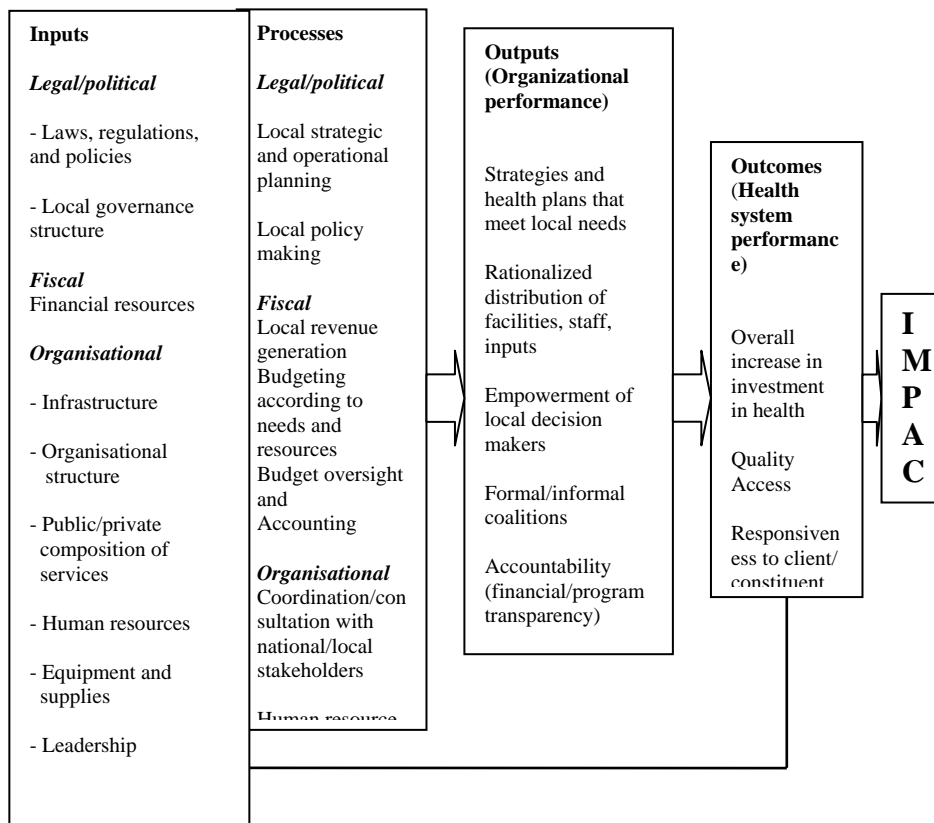 Inputs
Legal/political
- Laws, regulations,
and policies
- Local governance
structure
Fiscal
Financial resources
Organisational
- Infrastructure
- Organisational
structure
- Public/private
composition of
services
- Human resources
- Equipment and
supplies
- Leadership
Processes
Legal/political
Local strategic
and operational
planning
Local policy
making
Fiscal
Local revenue
generation
Budgeting
according to
needs and
resources
Budget oversight
and
Accounting
Organisational
Coordination/con
sultation with
national/local
stakeholders
Human resource
Outputs
(Organizational
performance)
Strategies and
health plans that
meet local needs
Rationalized
distribution of
facilities, staff,
inputs
Empowerment of
local decision
makers
Formal/informal
coalitions
Accountability
(financial/program
transparency)
Outcomes
(Health
system
performanc
e)
Overall
increase in
investment
in health
Quality
Access
Responsiven
ess to client/
constituent
I
M
P
A
C